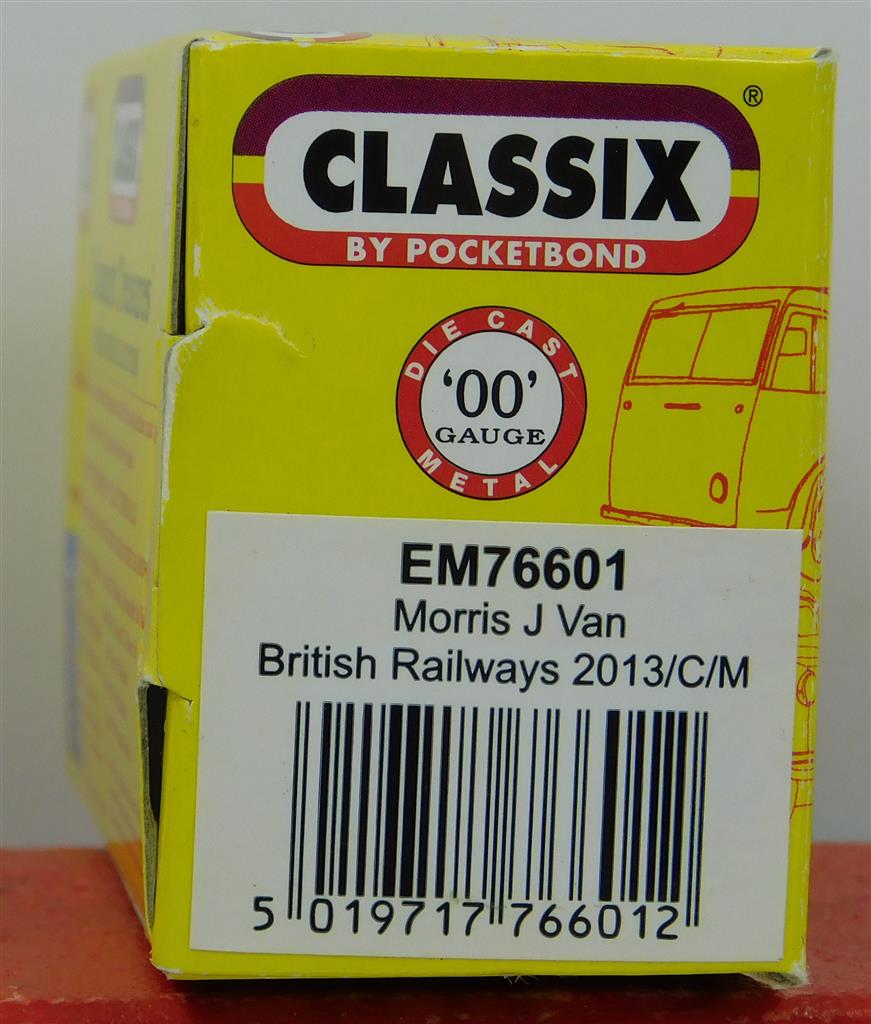 CLASSIX ®
BY POCKETBOND
DIE CAST
'00'
GAUGE
METAL
EM76601
Morris J Van
British Railways 2013/C/M
5 019717 766012